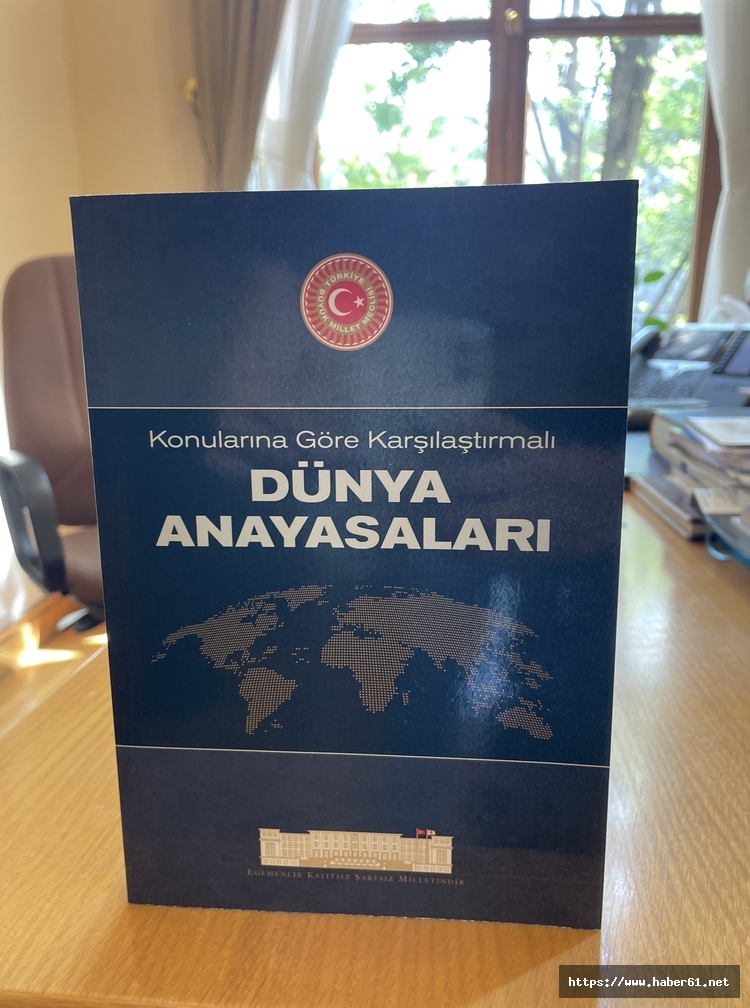 TÜRKİYE
BÜYÜK MİLLET MECLİSİ
Konularına Göre Karşılaştırmalı
DÜNYA
ANAYASALARI
EGEMENLİK KAYITSIZ ŞARTSIZ MİLLETİNDİR
https://www.haber61.net